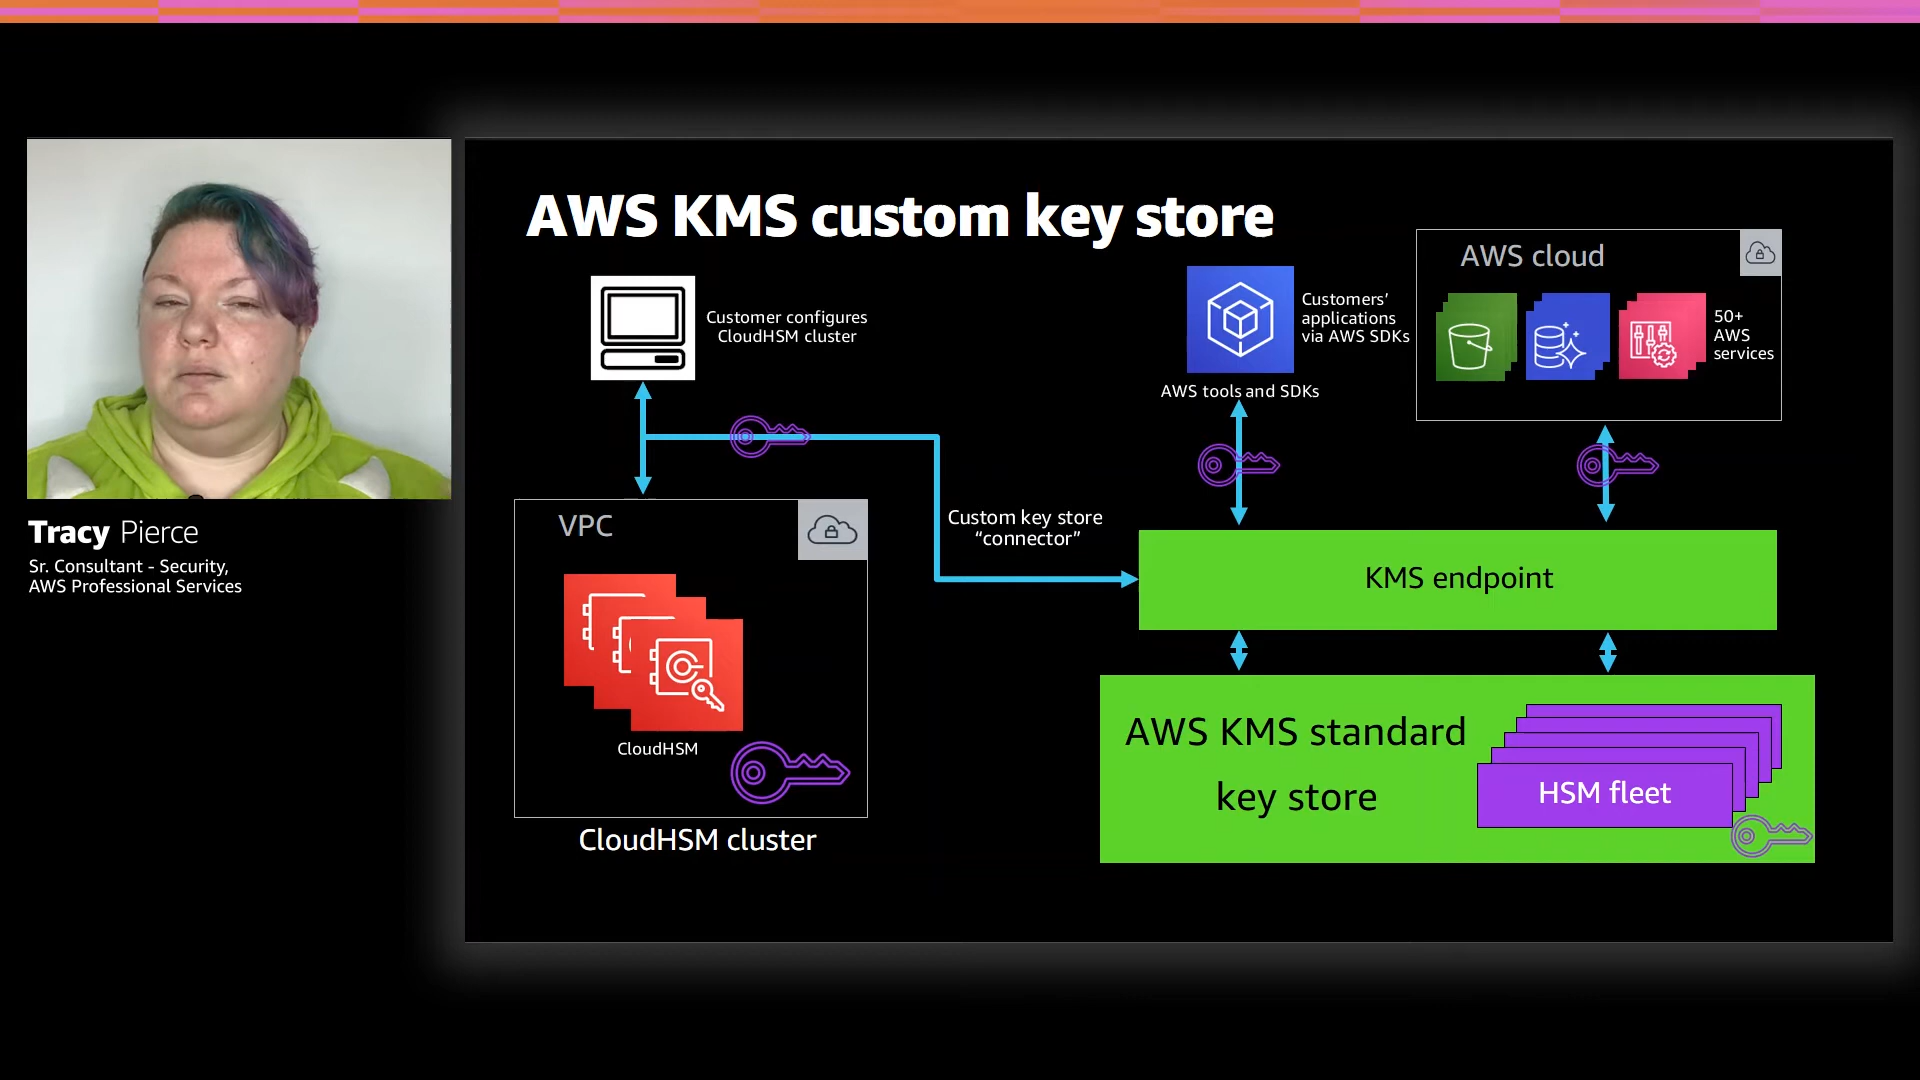 AWS KMS custom key store
AWS cloud
Customer configures
CloudHSM cluster
Customers’
applications
via AWS SDKs
50+
AWS
services
AWS tools and SDKs
VPC
Custom key store
“connector”
KMS endpoint
CloudHSM
AWS KMS standard
key store
HSM fleet
CloudHSM cluster
Tracy Pierce
Sr. Consultant - Security,
AWS Professional Services